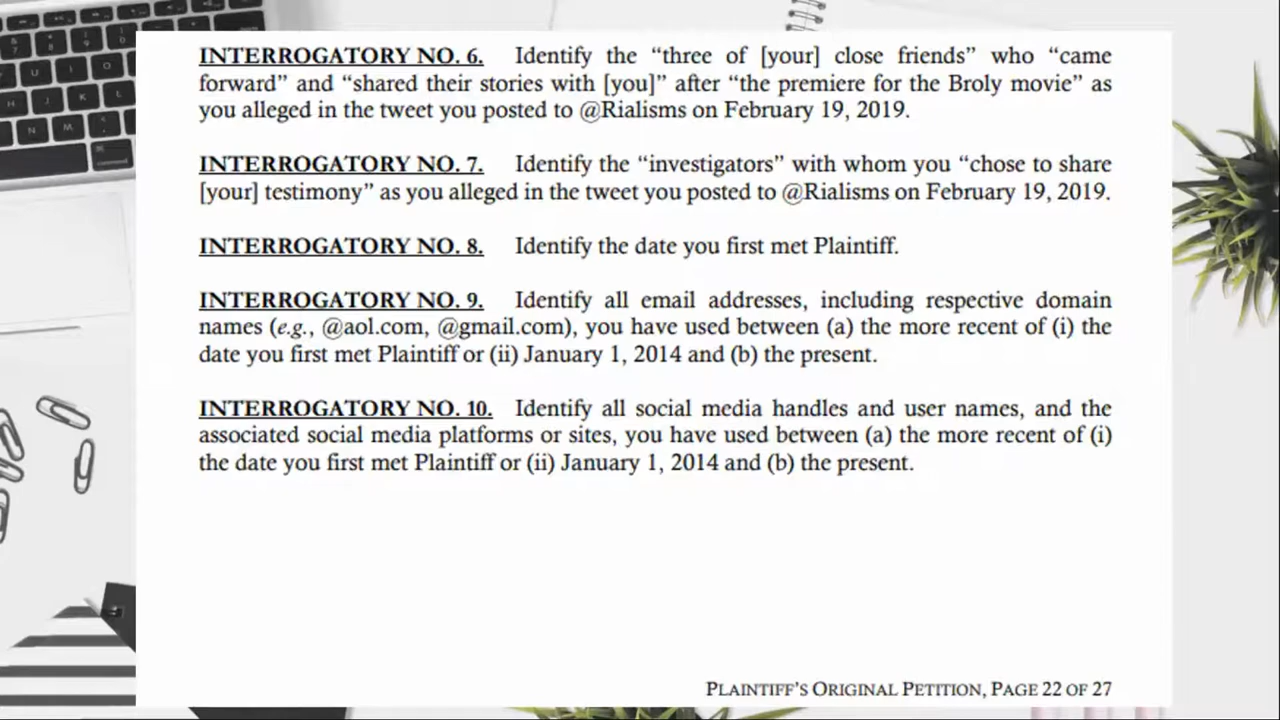 INTERROGATORY NO. 6. Identify the “three of [your] close friends” who “came
forward” and “shared their stories with [you]” after “the premiere for the Broly movie” as
you alleged in the tweet you posted to @Rialisms on February 19, 2019.
INTERROGATORY NO. 7. Identify the “investigators” with whom you “chose to share
[your] testimony” as you alleged in the tweet you posted to @Rialisms on February 19, 2019.
INTERROGATORY NO. 8. Identify the date you first met Plaintiff.
INTERROGATORY NO. 9. Identify all email addresses, including respective domain
names (e.g., @aol.com, @gmail.com), you have used between (a) the more recent of (i) the
date you first met Plaintiff or (ii) January 1, 2014 and (b) the present.
INTERROGATORY NO. 10. Identify all social media handles and user names, and the
associated social media platforms or sites, you have used between (a) the more recent of (i)
the date you first met Plaintiff or (ii) January 1, 2014 and (b) the present.
PLAINTIFF’S ORIGINAL PETITION, PAGE 22 OF 27